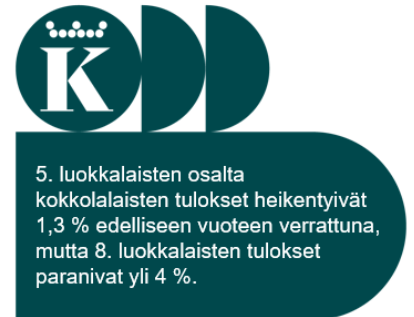 K
5. luokkalaisten osalta
kokkolalaisten tulokset heikentyivät
1,3 % edelliseen vuoteen verrattuna,
mutta 8. luokkalaisten tulokset
paranivat yli 4 %.